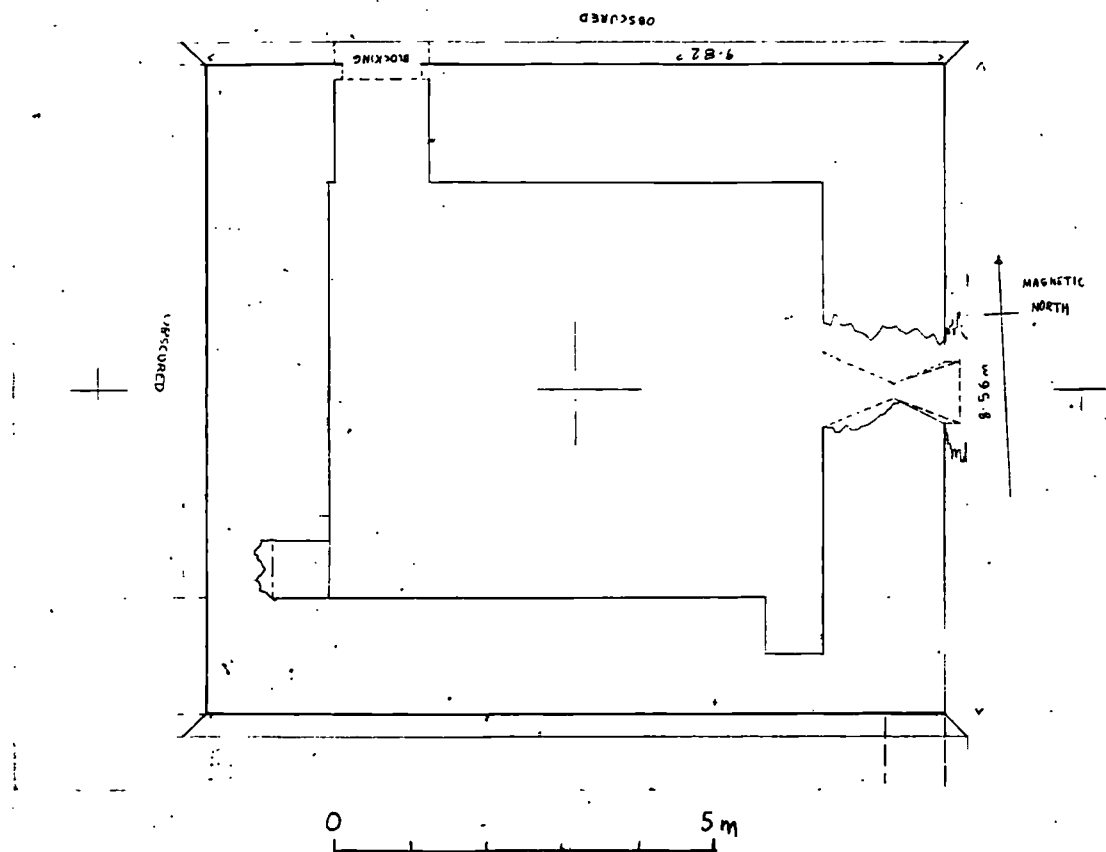 OBSCURED
9.82?
BLOCKING
OBSCURED
MAGNETIC
NORTH
8.56m
0 5m